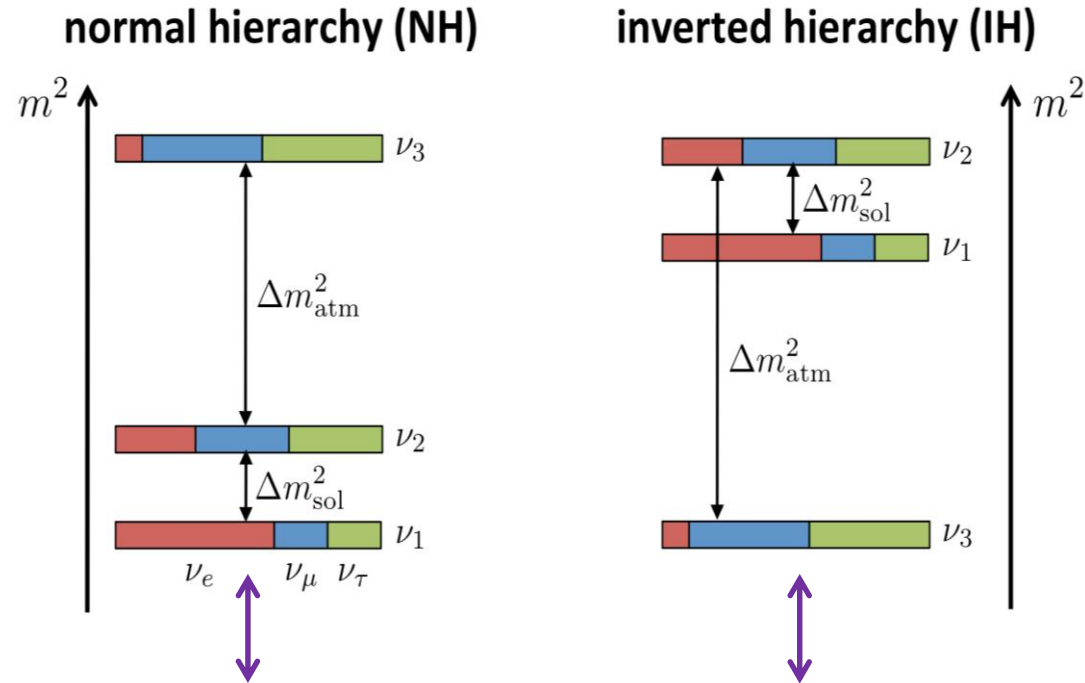 normal hierarchy (NH)
m²
ν₃
Δm²atm
ν₂
Δm²sol
ν₁
νe νμ ντ
inverted hierarchy (IH)
m²
ν₂
Δm²sol
ν₁
Δm²atm
ν₃